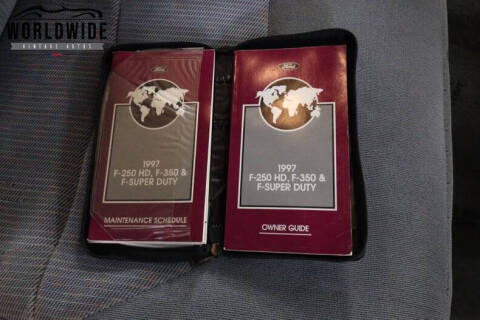 WORLDWIDE
VINTAGE AUTOS
Ford
1997
F-250 HD, F-350 &
F-SUPER DUTY
MAINTENANCE SCHEDULE
Ford
1997
F-250 HD, F-350 &
F-SUPER DUTY
OWNER GUIDE